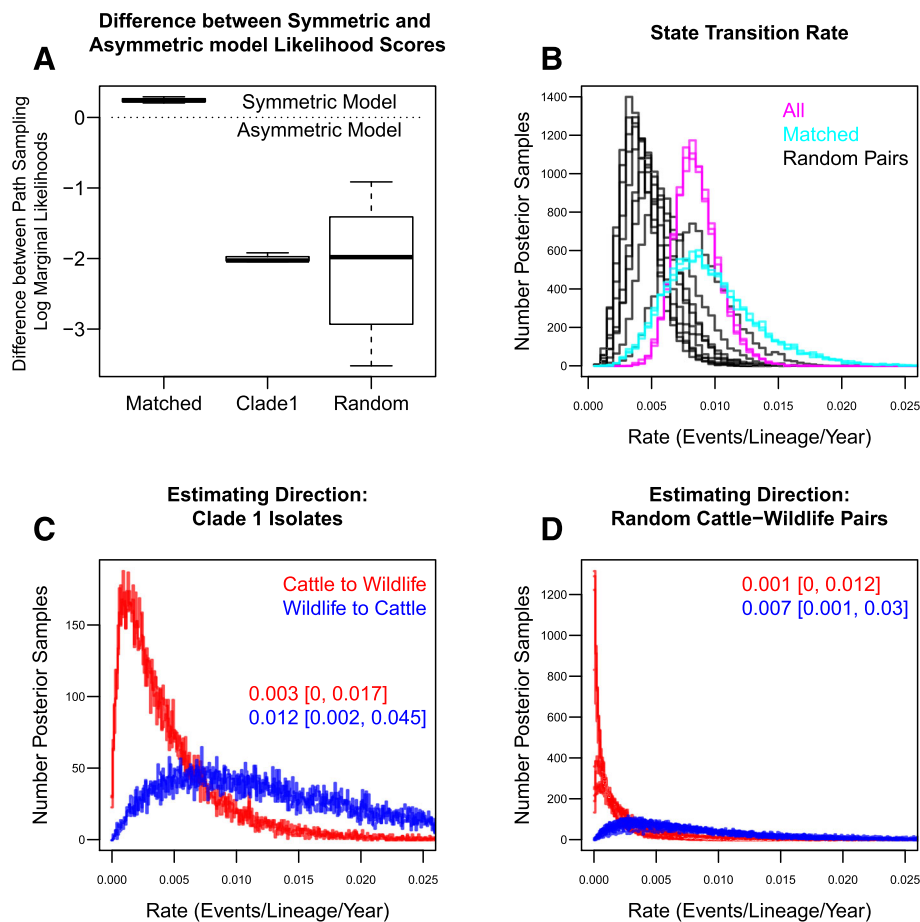 Difference between Symmetric and
Asymmetric model Likelihood Scores
A
Difference between Path Sampling
Log Marginal Likelihoods
0
−1
−2
−3
Symmetric Model
Asymmetric Model
Matched
Clade1
Random
State Transition Rate
B
Number Posterior Samples
1400
1200
1000
800
600
400
200
0
All
Matched
Random Pairs
0.000
0.005
0.010
0.015
0.020
0.025
Rate (Events/Lineage/Year)
Estimating Direction:
Clade 1 Isolates
C
Number Posterior Samples
150
100
50
0
Cattle to Wildlife
Wildlife to Cattle
0.003 [0, 0.017]
0.012 [0.002, 0.045]
0.000
0.005
0.010
0.015
0.020
0.025
Rate (Events/Lineage/Year)
Estimating Direction:
Random Cattle−Wildlife Pairs
D
Number Posterior Samples
1200
1000
800
600
400
200
0
0.001 [0, 0.012]
0.007 [0.001, 0.03]
0.000
0.005
0.010
0.015
0.020
0.025
Rate (Events/Lineage/Year)